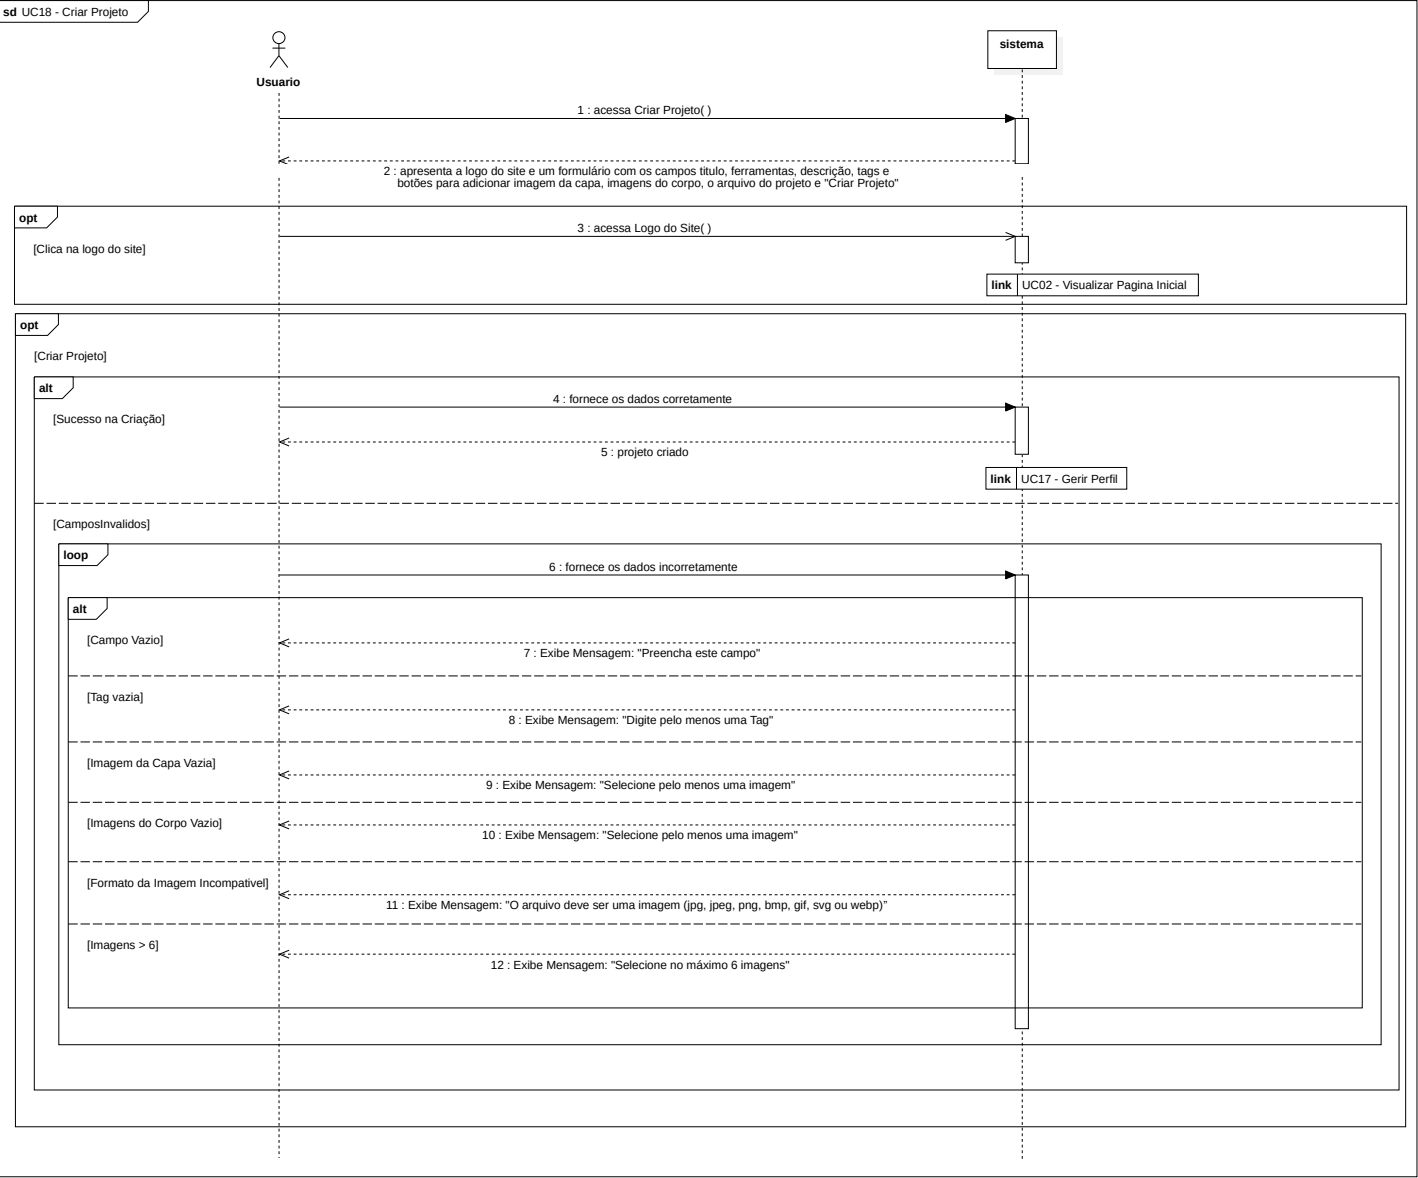 sd UC18 - Criar Projeto
Usuario
sistema
1 : acessa Criar Projeto( )
2 : apresenta a logo do site e um formulário com os campos titulo, ferramentas, descrição, tags e
botões para adicionar imagem da capa, imagens do corpo, o arquivo do projeto e "Criar Projeto"
opt
3 : acessa Logo do Site( )
[Clica na logo do site]
link UC02 - Visualizar Pagina Inicial
opt
[Criar Projeto]
alt
4 : fornece os dados corretamente
[Sucesso na Criação]
5 : projeto criado
link UC17 - Gerir Perfil
[CamposInvalidos]
loop
6 : fornece os dados incorretamente
alt
[Campo Vazio]
7 : Exibe Mensagem: "Preencha este campo"
[Tag vazia]
8 : Exibe Mensagem: "Digite pelo menos uma Tag"
[Imagem da Capa Vazia]
9 : Exibe Mensagem: "Selecione pelo menos uma imagem"
[Imagens do Corpo Vazio]
10 : Exibe Mensagem: "Selecione pelo menos uma imagem"
[Formato da Imagem Incompativel]
11 : Exibe Mensagem: "O arquivo deve ser uma imagem (jpg, jpeg, png, bmp, gif, svg ou webp)”
[Imagens > 6]
12 : Exibe Mensagem: "Selecione no máximo 6 imagens"